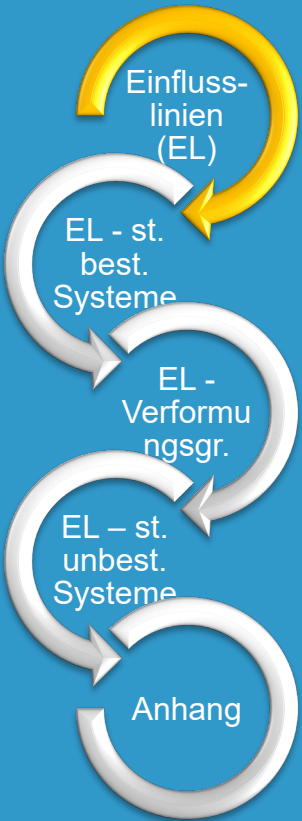 Einfluss-
linien
(EL)
EL - st.
best.
Systeme
EL -
Verformu
ngsgr.
EL – st.
unbest.
Systeme
Anhang